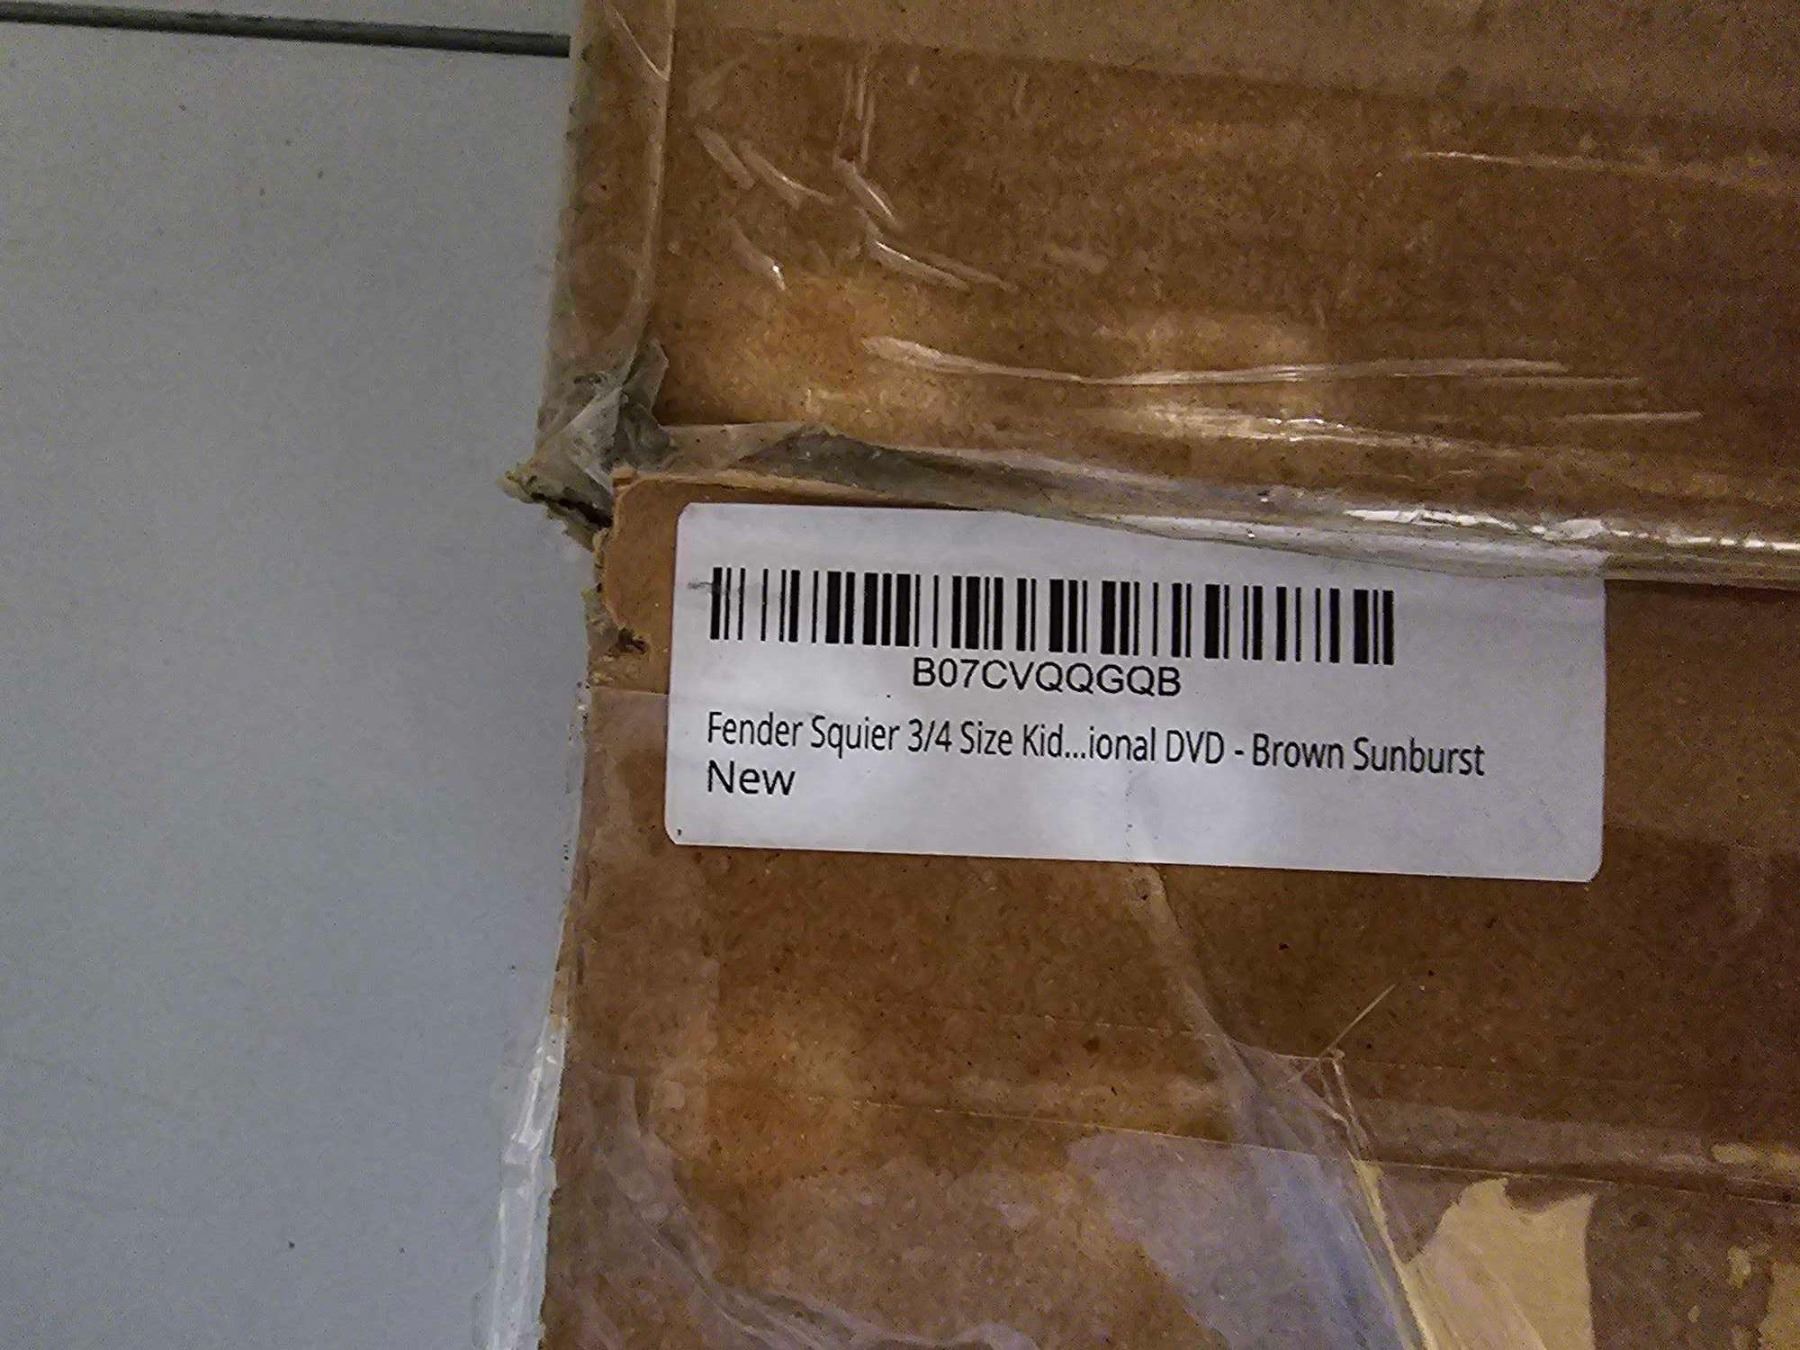 B07CVQQGQB
Fender Squier 3/4 Size Kid...ional DVD - Brown Sunburst
New